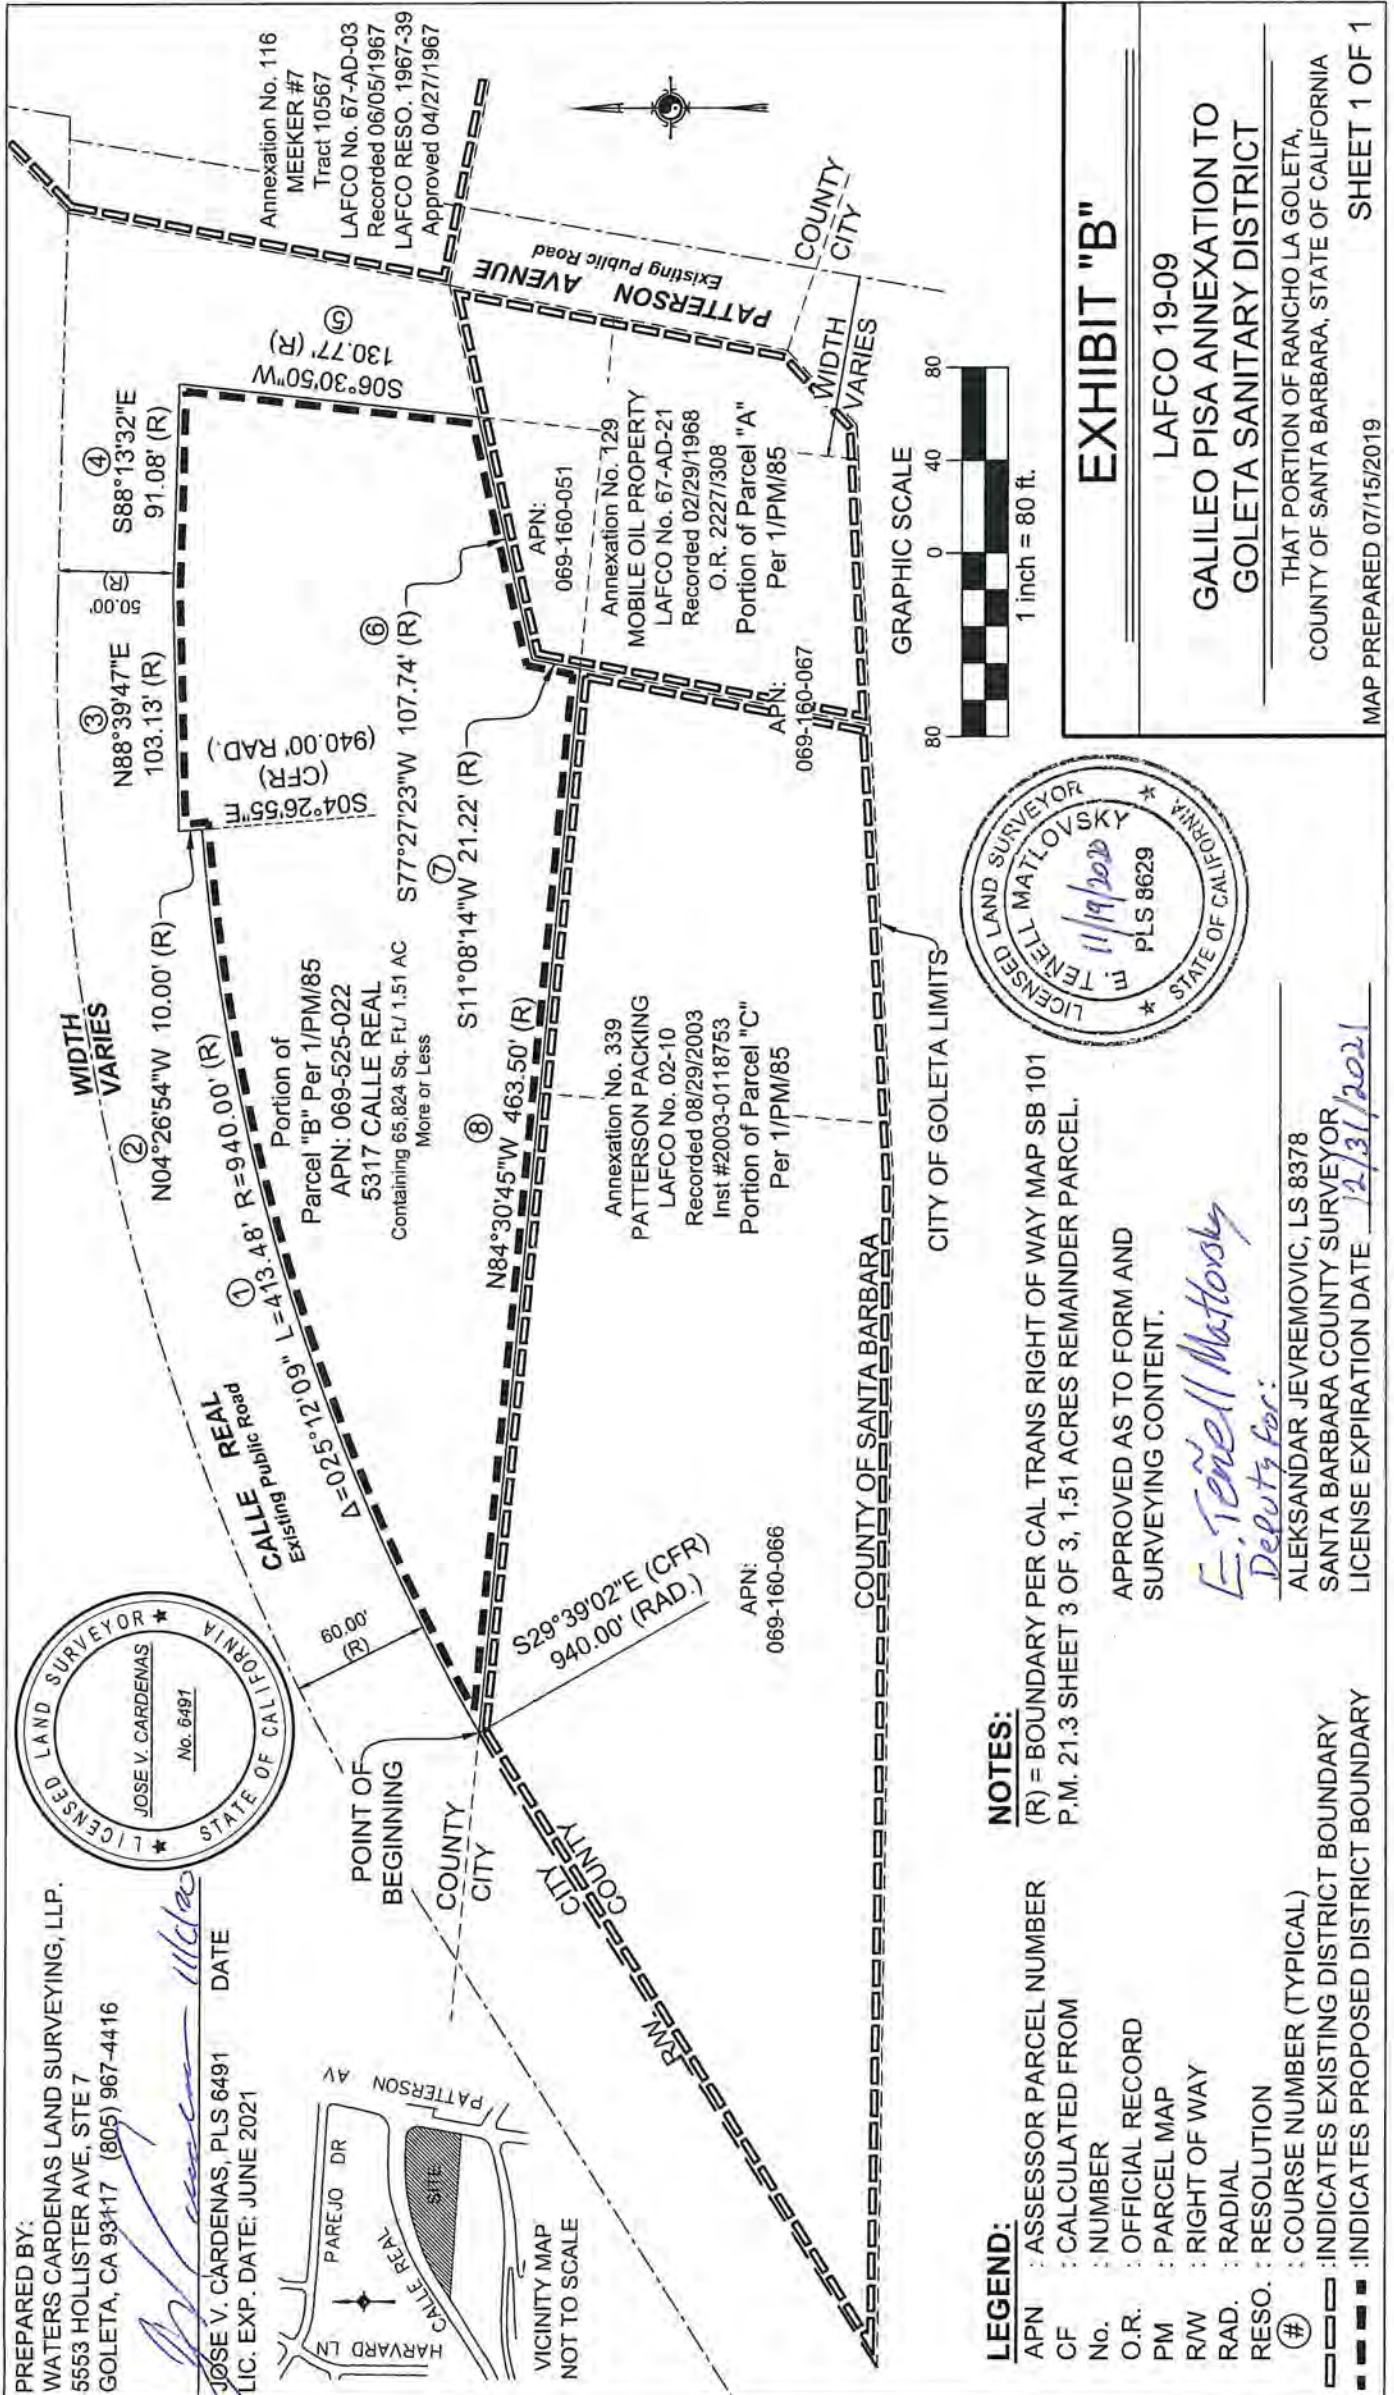 PREPARED BY:
WATERS CARDENAS LAND SURVEYING, LLP.
5553 HOLLISTER AVE, STE 7
GOLETA, CA 93117 (805) 967-4416
JOSE V. CARDENAS, PLS 6491 DATE
LIC. EXP. DATE: JUNE 2021
LICENSED LAND SURVEYOR
JOSE V. CARDENAS
No. 6491
STATE OF CALIFORNIA
HARVARD LN
PAREJO DR
CALLE REAL
SITE
PATTERSON AV
VICINITY MAP
NOT TO SCALE
POINT OF
BEGINNING
COUNTY
CITY
CITY
COUNTY
R/W
60.00'
(R)
CALLE REAL
Existing Public Road
WIDTH
VARIES
①
Δ=025°12'09" L=413.48' R=940.00' (R)
②
N04°26'54"W 10.00' (R)
③
N88°39'47"E
103.13' (R)
50.00'
(R)
④
S88°13'32"E
91.08' (R)
⑤
S06°30'50"W
130.77' (R)
S04°26'55"E
(CFR)
(940.00' RAD.)
⑥
S77°27'23"W 107.74' (R)
⑦
S11°08'14"W 21.22' (R)
⑧
N84°30'45"W 463.50' (R)
Portion of
Parcel "B" Per 1/PM/85
APN: 069-525-022
5317 CALLE REAL
Containing 65,824 Sq. Ft./ 1.51 AC
More or Less
Annexation No. 116
MEEKER #7
Tract 10567
LAFCO No. 67-AD-03
Recorded 06/05/1967
LAFCO RESO. 1967-39
Approved 04/27/1967
PATTERSON AVENUE
Existing Public Road
COUNTY
CITY
WIDTH
VARIES
APN:
069-160-051
Annexation No. 129
MOBILE OIL PROPERTY
LAFCO No. 67-AD-21
Recorded 02/29/1968
O.R. 2227/308
Portion of Parcel "A"
Per 1/PM/85
APN:
069-160-067
Annexation No. 339
PATTERSON PACKING
LAFCO No. 02-10
Recorded 08/29/2003
Inst #2003-0118753
Portion of Parcel "C"
Per 1/PM/85
S29°39'02"E (CFR)
940.00' (RAD.)
APN:
069-160-066
COUNTY OF SANTA BARBARA
CITY OF GOLETA LIMITS
GRAPHIC SCALE
80 0 40 80
1 inch = 80 ft.
LEGEND:
APN : ASSESSOR PARCEL NUMBER
CF : CALCULATED FROM
No. : NUMBER
O.R. : OFFICIAL RECORD
PM : PARCEL MAP
R/W : RIGHT OF WAY
RAD. : RADIAL
RESO. : RESOLUTION
# : COURSE NUMBER (TYPICAL)
:INDICATES EXISTING DISTRICT BOUNDARY
:INDICATES PROPOSED DISTRICT BOUNDARY
NOTES:
(R) = BOUNDARY PER CAL TRANS RIGHT OF WAY MAP SB 101
P.M. 21.3 SHEET 3 OF 3, 1.51 ACRES REMAINDER PARCEL.
APPROVED AS TO FORM AND
SURVEYING CONTENT.
E. Teñell Matlovsky
Deputy for:
ALEKSANDAR JEVREMOVIC, LS 8378
SANTA BARBARA COUNTY SURVEYOR
LICENSE EXPIRATION DATE 12/31/2021
LICENSED LAND SURVEYOR
E. TENELL MATLOVSKY
11/19/2020
PLS 8629
STATE OF CALIFORNIA
EXHIBIT "B"
LAFCO 19-09
GALILEO PISA ANNEXATION TO
GOLETA SANITARY DISTRICT
THAT PORTION OF RANCHO LA GOLETA,
COUNTY OF SANTA BARBARA, STATE OF CALIFORNIA
MAP PREPARED 07/15/2019 SHEET 1 OF 1